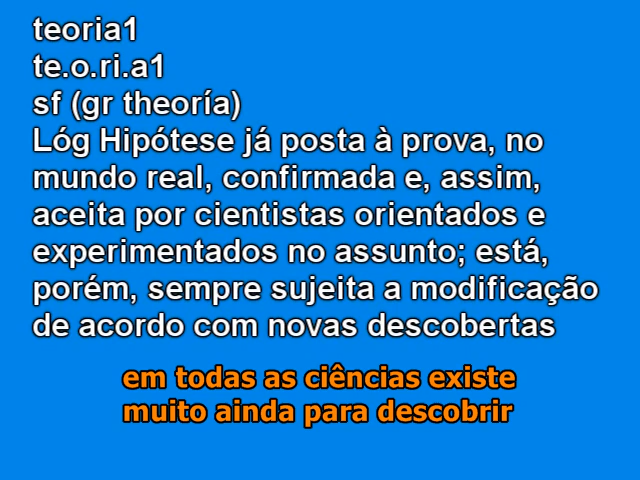 teoria1
te.o.ri.a1
sf (gr theoría)
Lóg Hipótese já posta à prova, no
mundo real, confirmada e, assim,
aceita por cientistas orientados e
experimentados no assunto; está,
porém, sempre sujeita a modificação
de acordo com novas descobertas
em todas as ciências existe
muito ainda para descobrir